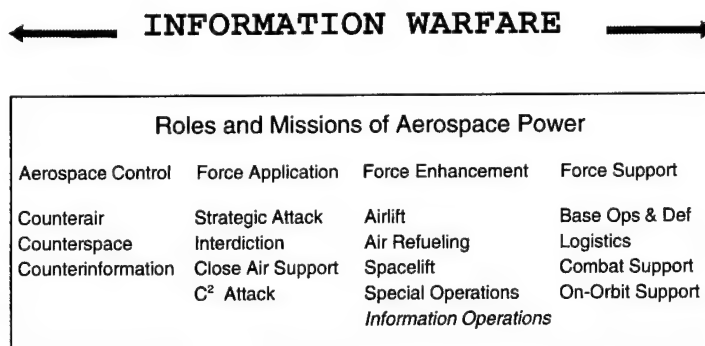 INFORMATION WARFARE
Roles and Missions of Aerospace Power
Aerospace Control Force Application Force Enhancement Force Support
Counterair Strategic Attack Airlift Base Ops & Def
Counterspace Interdiction Air Refueling Logistics
Counterinformation Close Air Support Spacelift Combat Support
C² Attack Special Operations On-Orbit Support
Information Operations